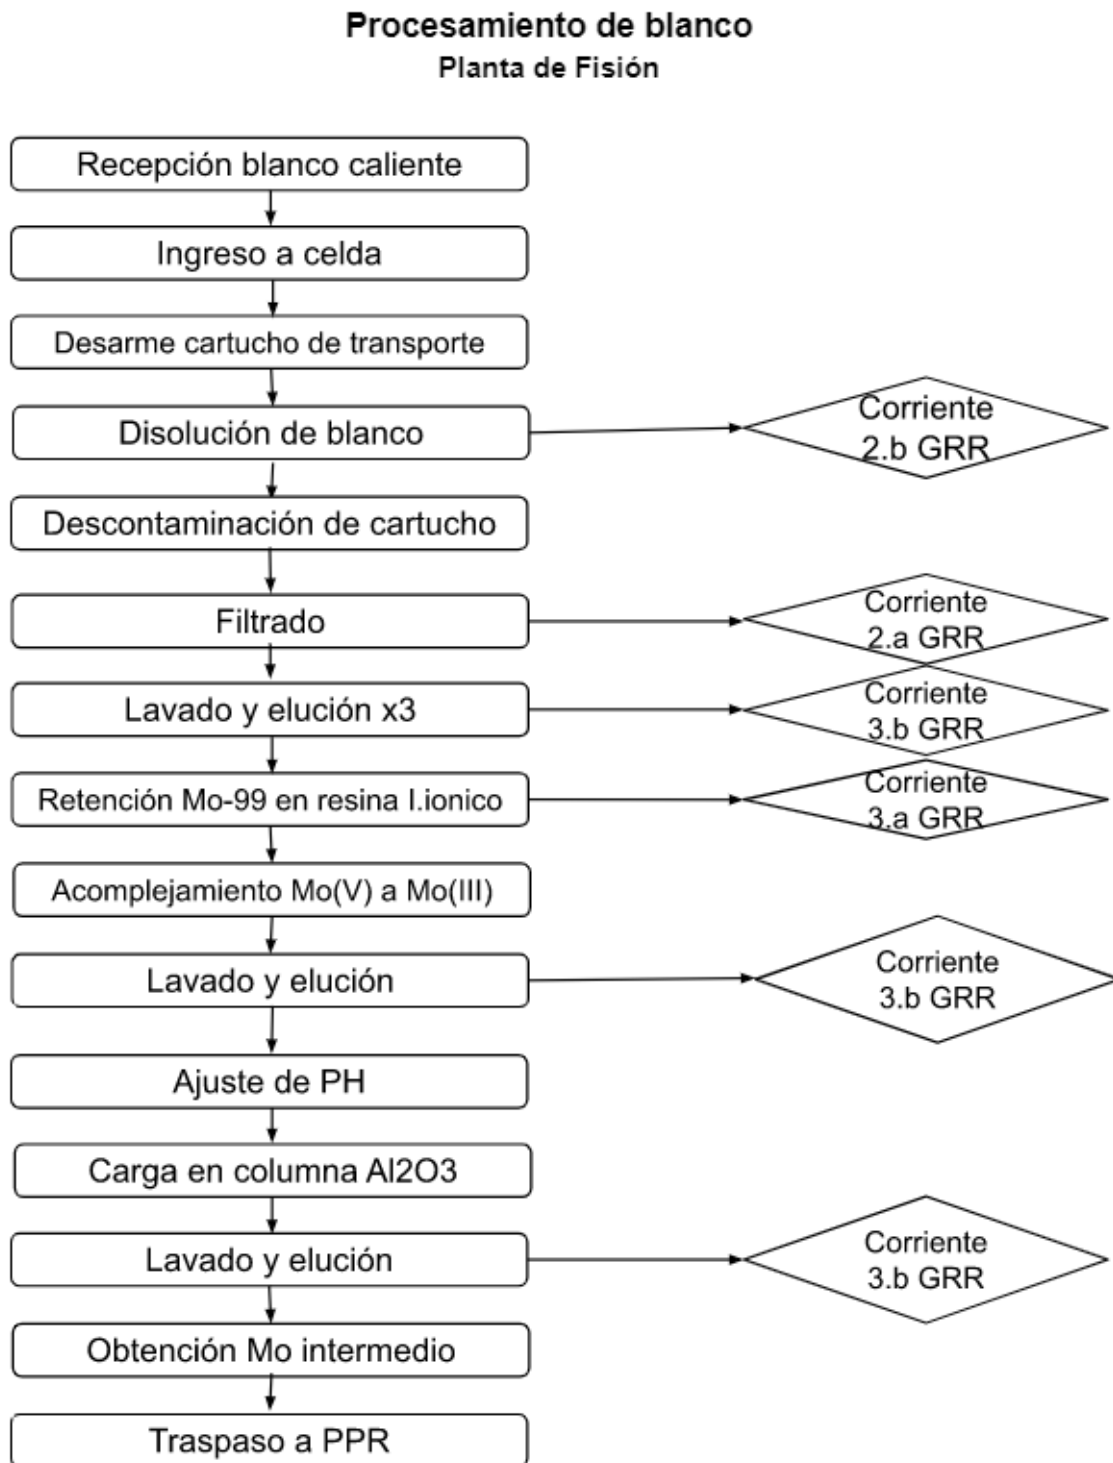 Procesamiento de blanco
Planta de Fisión
Recepción blanco caliente
Ingreso a celda
Desarme cartucho de transporte
Disolución de blanco
Corriente
2.b GRR
Descontaminación de cartucho
Filtrado
Corriente
2.a GRR
Lavado y elución x3
Corriente
3.b GRR
Retención Mo-99 en resina I.ionico
Corriente
3.a GRR
Acomplejamiento Mo(V) a Mo(III)
Lavado y elución
Corriente
3.b GRR
Ajuste de PH
Carga en columna Al2O3
Lavado y elución
Corriente
3.b GRR
Obtención Mo intermedio
Traspaso a PPR